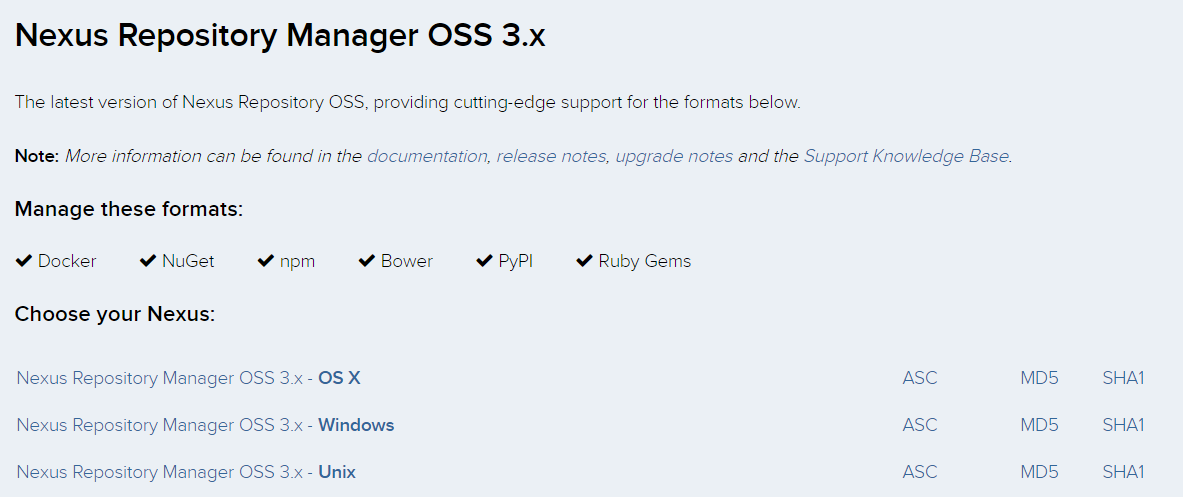 Nexus Repository Manager OSS 3.x
The latest version of Nexus Repository OSS, providing cutting-edge support for the formats below.
Note: More information can be found in the documentation, release notes, upgrade notes and the Support Knowledge Base.
Manage these formats:
✔ Docker ✔ NuGet ✔ npm ✔ Bower ✔ PyPI ✔ Ruby Gems
Choose your Nexus:
Nexus Repository Manager OSS 3.x - OS X ASC MD5 SHA1
Nexus Repository Manager OSS 3.x - Windows ASC MD5 SHA1
Nexus Repository Manager OSS 3.x - Unix ASC MD5 SHA1